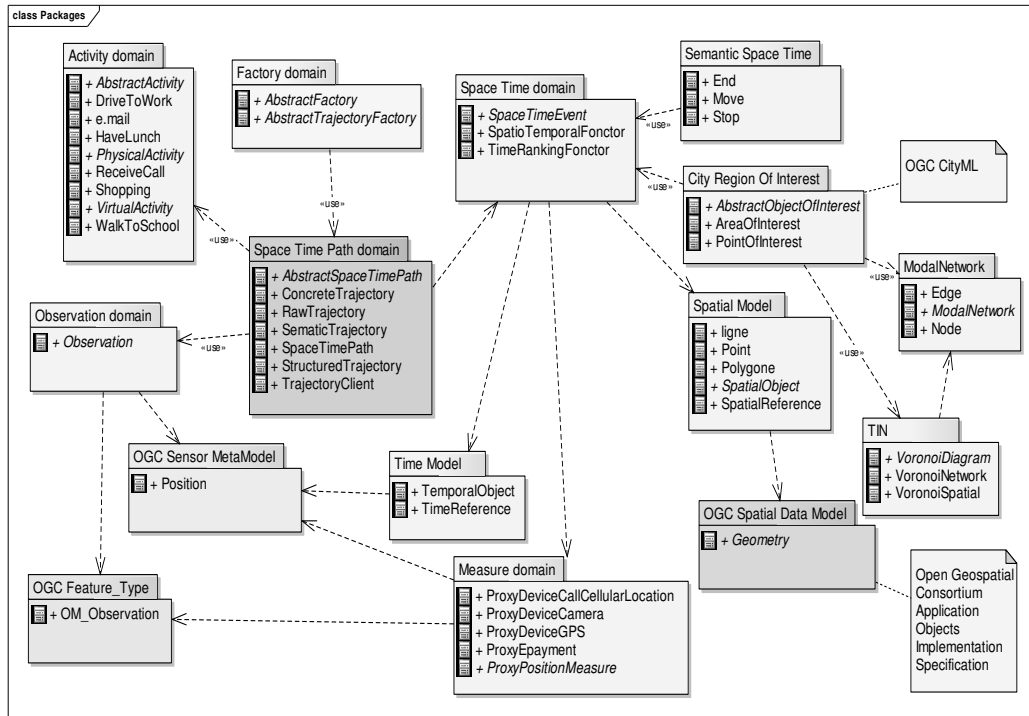 class Packages
Activity domain
+ AbstractActivity
+ DriveToWork
+ e.mail
+ HaveLunch
+ PhysicalActivity
+ ReceiveCall
+ Shopping
+ VirtualActivity
+ WalkToSchool
Factory domain
+ AbstractFactory
+ AbstractTrajectoryFactory
Space Time domain
+ SpaceTimeEvent
+ SpatioTemporalFonctor
+ TimeRankingFonctor
Semantic Space Time
+ End
+ Move
+ Stop
«use»
City Region Of Interest
+ AbstractObjectOfInterest
+ AreaOfInterest
+ PointOfInterest
«use»
OGC CityML
«use»
«use»
Space Time Path domain
+ AbstractSpaceTimePath
+ ConcreteTrajectory
+ RawTrajectory
+ SematicTrajectory
+ SpaceTimePath
+ StructuredTrajectory
+ TrajectoryClient
ModalNetwork
+ Edge
+ ModalNetwork
+ Node
«use»
Observation domain
+ Observation
«use»
Spatial Model
+ ligne
+ Point
+ Polygone
+ SpatialObject
+ SpatialReference
«use»
TIN
+ VoronoiDiagram
+ VoronoiNetwork
+ VoronoiSpatial
OGC Sensor MetaModel
+ Position
Time Model
+ TemporalObject
+ TimeReference
OGC Spatial Data Model
+ Geometry
OGC Feature_Type
+ OM_Observation
Measure domain
+ ProxyDeviceCallCellularLocation
+ ProxyDeviceCamera
+ ProxyDeviceGPS
+ ProxyEpayment
+ ProxyPositionMeasure
Open Geospatial
Consortium
Application
Objects
Implementation
Specification